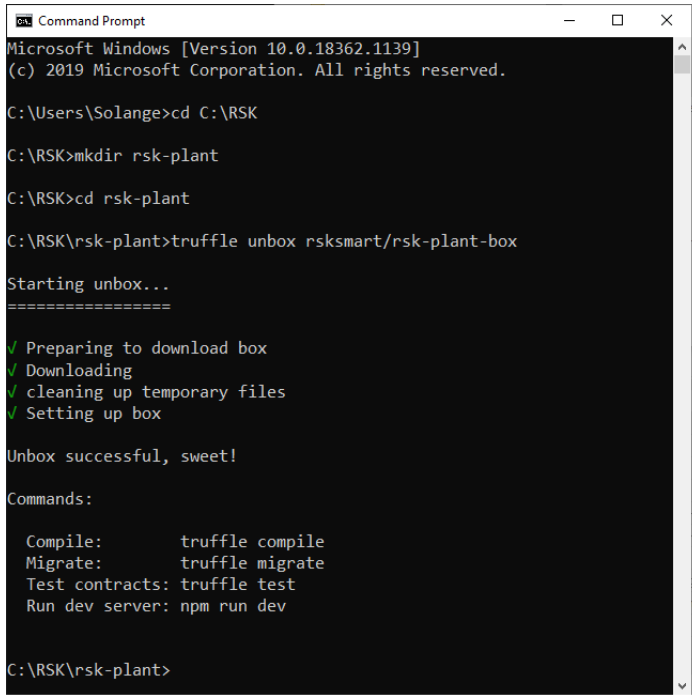 Command Prompt
Microsoft Windows [Version 10.0.18362.1139]
(c) 2019 Microsoft Corporation. All rights reserved.
C:\Users\Solange>cd C:\RSK
C:\RSK>mkdir rsk-plant
C:\RSK>cd rsk-plant
C:\RSK\rsk-plant>truffle unbox rsksmart/rsk-plant-box
Starting unbox...
=================
√ Preparing to download box
√ Downloading
√ cleaning up temporary files
√ Setting up box
Unbox successful, sweet!
Commands:
Compile:        truffle compile
Migrate:        truffle migrate
Test contracts: truffle test
Run dev server: npm run dev
C:\RSK\rsk-plant>